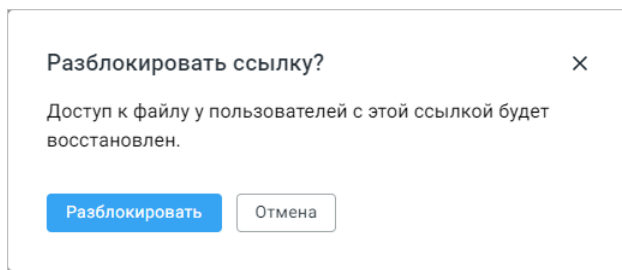 Разблокировать ссылку?
Доступ к файлу у пользователей с этой ссылкой будет
восстановлен.
Разблокировать
Отмена